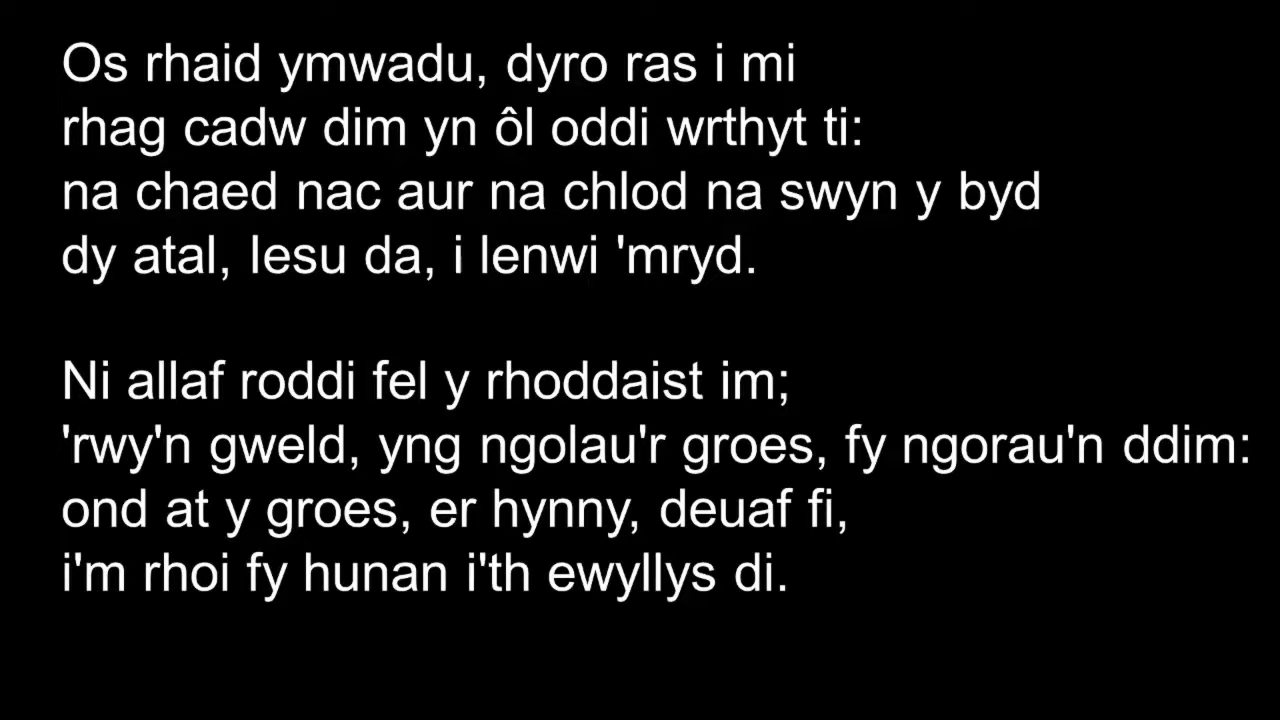 Os rhaid ymwadu, dyro ras i mi
rhag cadw dim yn ôl oddi wrthyt ti:
na chaed nac aur na chlod na swyn y byd
dy atal, Iesu da, i lenwi 'mryd.
Ni allaf roddi fel y rhoddaist im;
'rwy'n gweld, yng ngolau'r groes, fy ngorau'n ddim:
ond at y groes, er hynny, deuaf fi,
i'm rhoi fy hunan i'th ewyllys di.